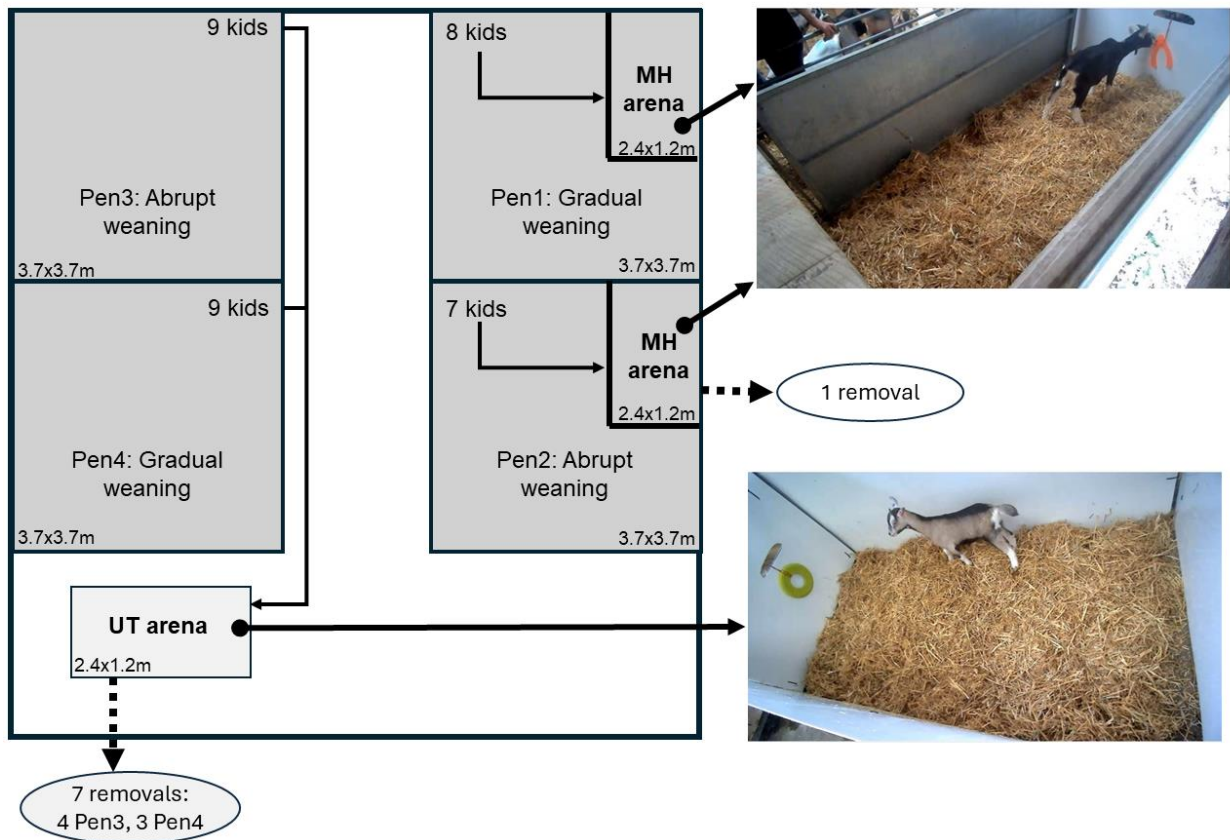 9 kids
Pen3: Abrupt
weaning
3.7x3.7m
8 kids
MH
arena
2.4x1.2m
Pen1: Gradual
weaning
3.7x3.7m
9 kids
Pen4: Gradual
weaning
3.7x3.7m
7 kids
MH
arena
2.4x1.2m
Pen2: Abrupt
weaning
3.7x3.7m
1 removal
UT arena
2.4x1.2m
7 removals:
4 Pen3, 3 Pen4